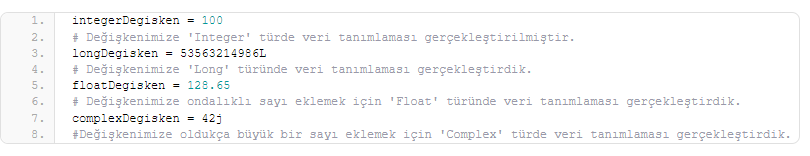 1. integerDegisken = 100
2. # Değişkenimize 'Integer' türde veri tanımlaması gerçekleştirilmiştir.
3. longDegisken = 53563214986L
4. # Değişkenimize 'Long' türünde veri tanımlaması gerçekleştirdik.
5. floatDegisken = 128.65
6. # Değişkenimize ondalıklı sayı eklemek için 'Float' türünde veri tanımlaması gerçekleştirdik.
7. complexDegisken = 42j
8. #Değişkenimize oldukça büyük bir sayı eklemek için 'Complex' türde veri tanımlaması gerçekleştirdik.